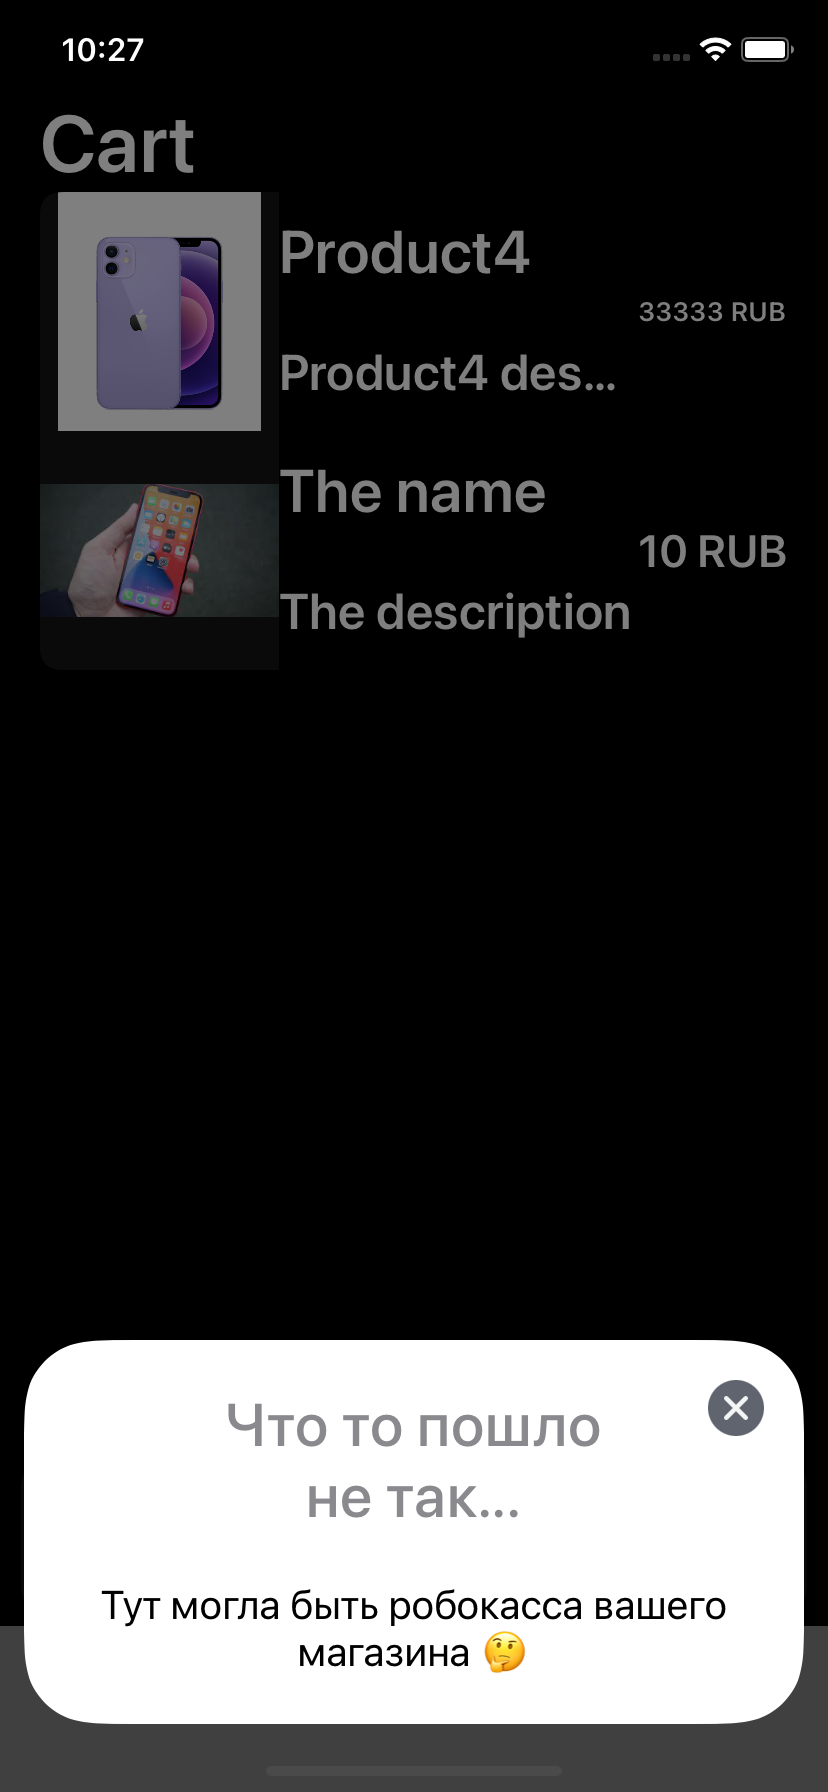 10:27
Cart
Product4
33333 RUB
Product4 des...
The name
10 RUB
The description
Что то пошло
не так...
Тут могла быть робокасса вашего
магазина 🤔